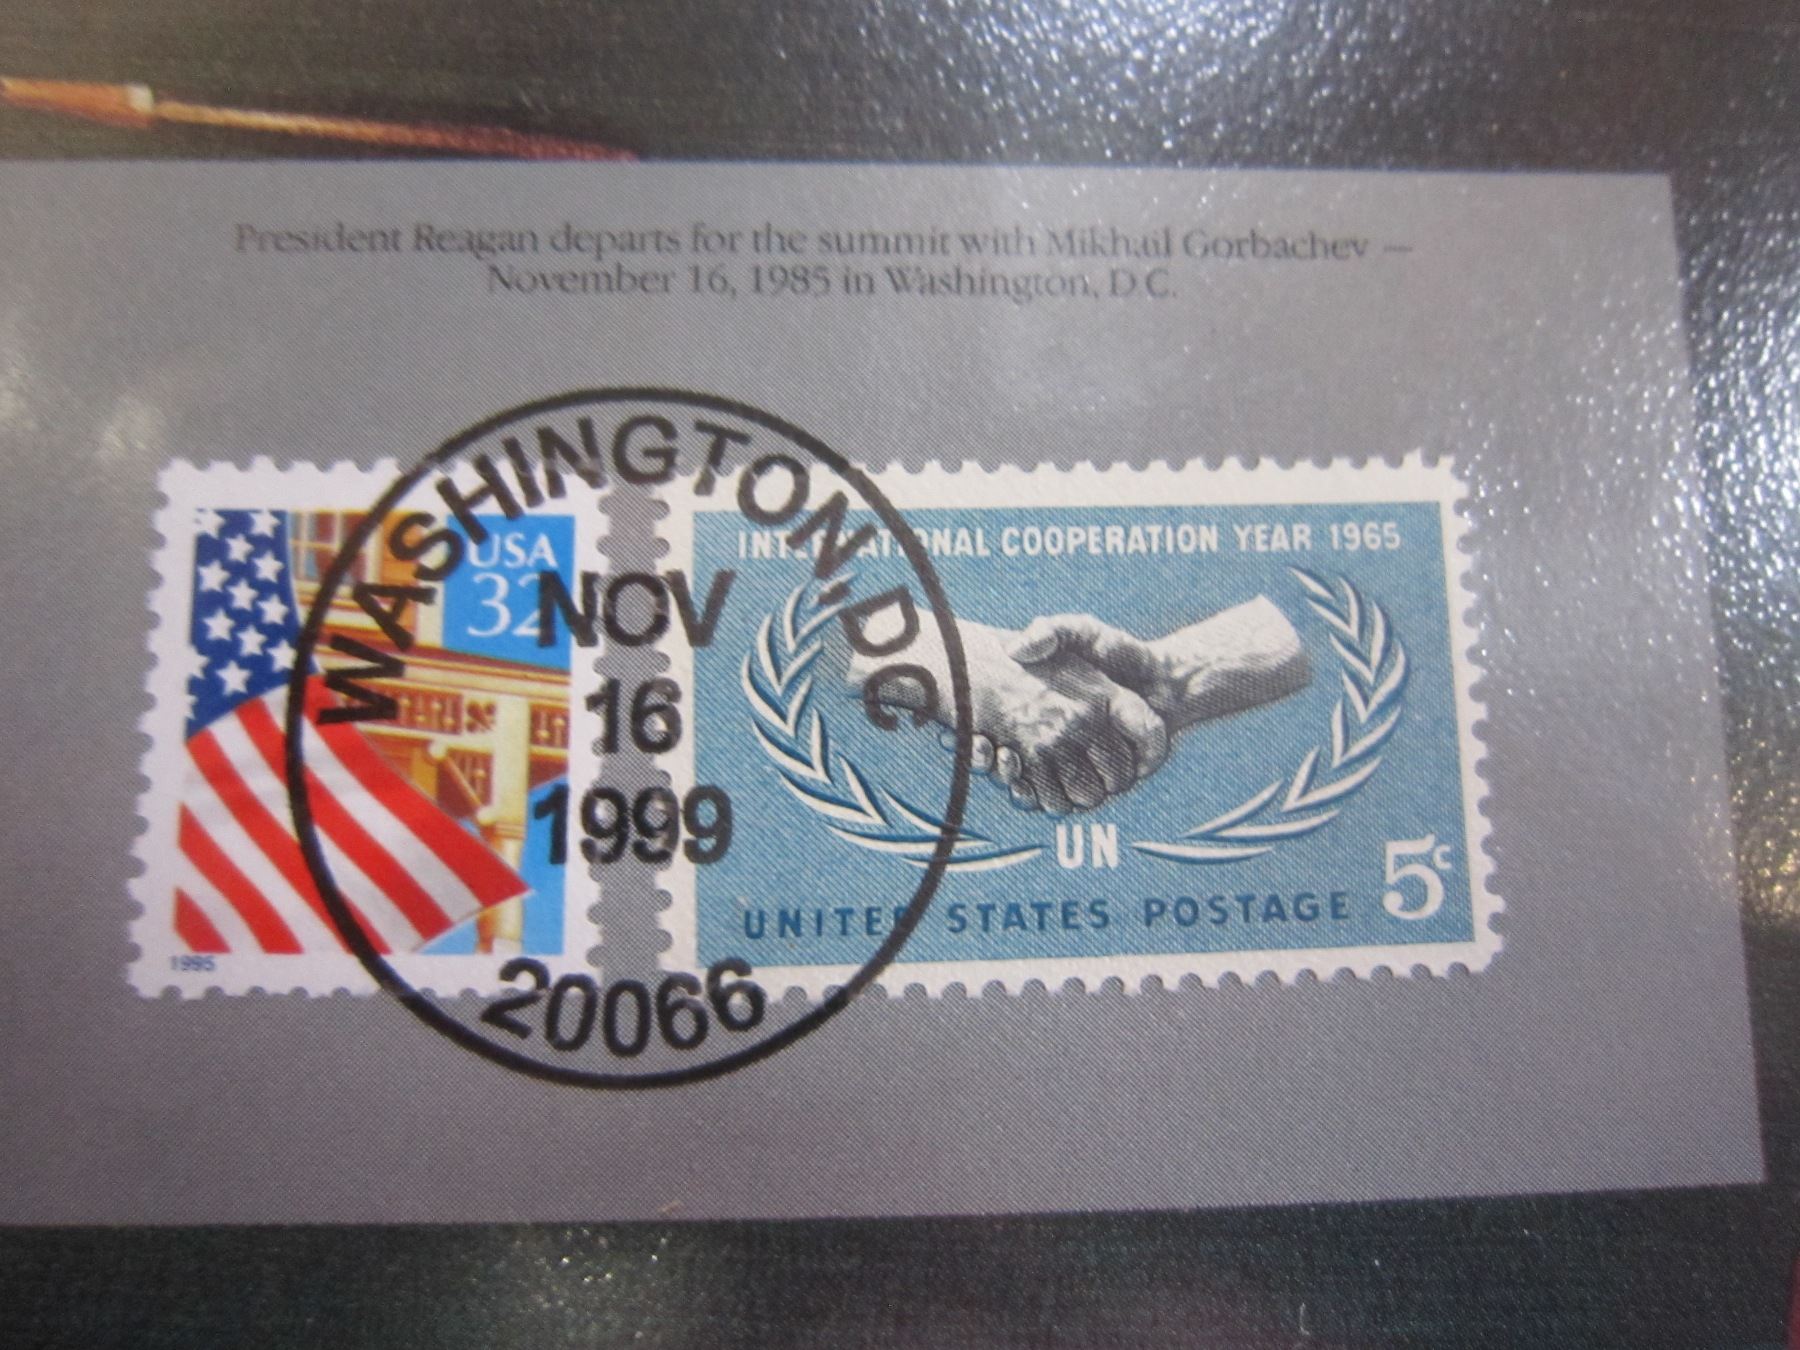 President Reagan departs for the summit with Mikhail Gorbachev —
November 16, 1985 in Washington, D.C.
WASHINGTON, DC
NOV
16
1999
20066
USA
32
1995
INTERNATIONAL COOPERATION YEAR 1965
UN
5c
UNITED STATES POSTAGE